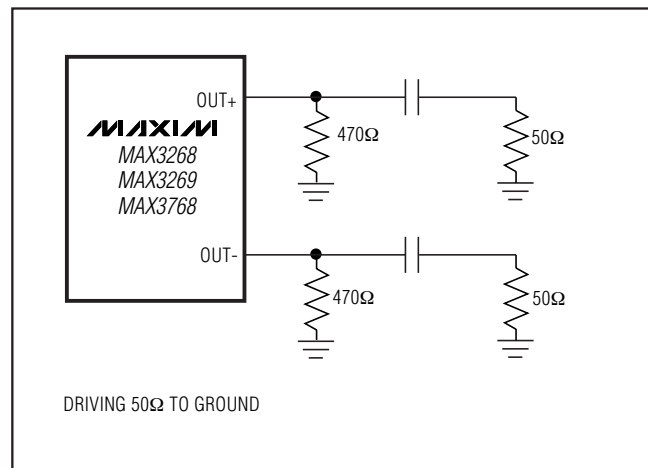 OUT+
MAXIM
MAX3268
MAX3269
MAX3768
470Ω
50Ω
OUT-
470Ω
50Ω
DRIVING 50Ω TO GROUND